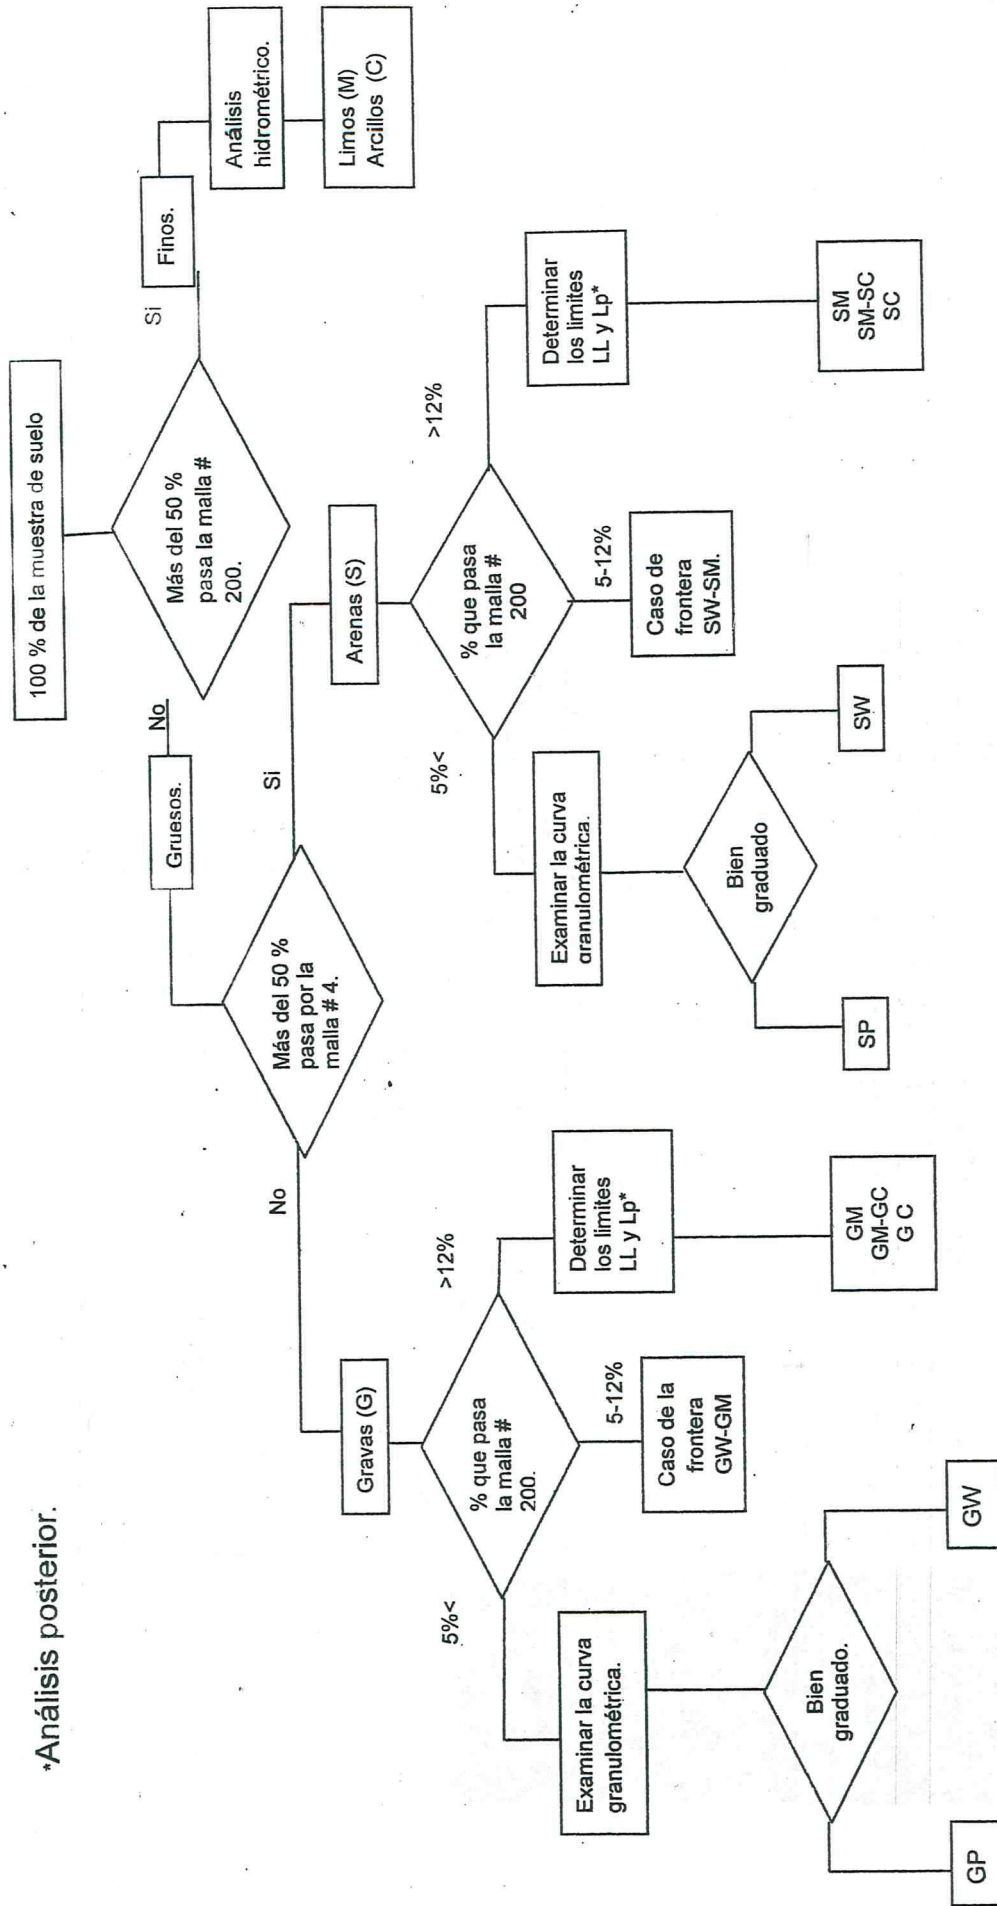 100 % de la muestra de suelo
Más del 50 %
pasa la malla #
200.
Si
Finos.
Análisis
hidrométrico.
Limos (M)
Arcillos (C)
No
Gruesos.
Más del 50 %
pasa por la
malla # 4.
Si
Arenas (S)
% que pasa
la malla #
200
>12%
Determinar
los limites
LL y Lp*
SM
SM-SC
SC
5-12%
Caso de
frontera
SW-SM.
5%<
Examinar la curva
granulométrica.
Bien
graduado
SW
SP
No
Gravas (G)
% que pasa
la malla #
200.
>12%
Determinar
los limites
LL y Lp*
GM
GM-GC
G C
5-12%
Caso de la
frontera
GW-GM
5%<
Examinar la curva
granulométrica.
Bien
graduado.
GW
GP
*Análisis posterior.